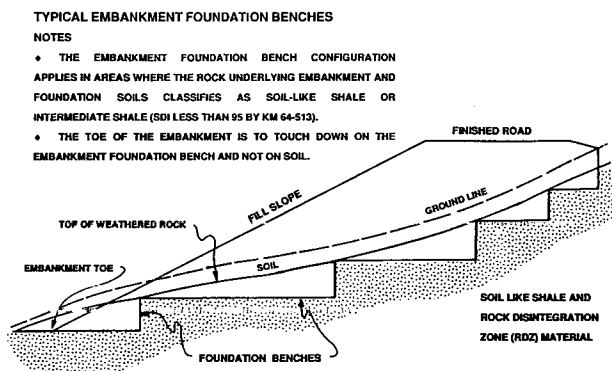 TYPICAL EMBANKMENT FOUNDATION BENCHES
NOTES
♦ THE EMBANKMENT FOUNDATION BENCH CONFIGURATION
APPLIES IN AREAS WHERE THE ROCK UNDERLYING EMBANKMENT AND
FOUNDATION SOILS CLASSIFIES AS SOIL-LIKE SHALE OR
INTERMEDIATE SHALE (SDI LESS THAN 95 BY KM 64-513).
♦ THE TOE OF THE EMBANKMENT IS TO TOUCH DOWN ON THE
EMBANKMENT FOUNDATION BENCH AND NOT ON SOIL.
FINISHED ROAD
FILL SLOPE
GROUND LINE
TOP OF WEATHERED ROCK
SOIL
EMBANKMENT TOE
SOIL LIKE SHALE AND
ROCK DISINTEGRATION
ZONE (RDZ) MATERIAL
FOUNDATION BENCHES